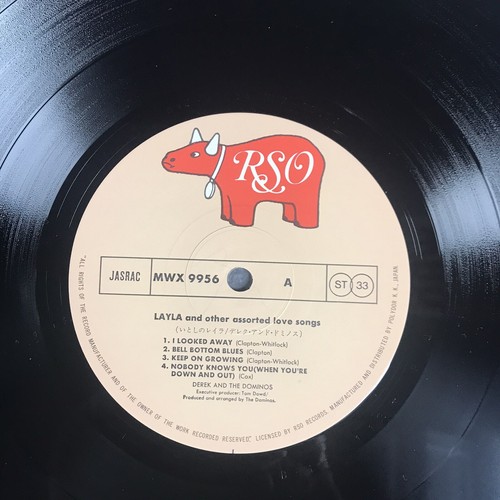 RSO
JASRAC
MWX 9956
A
ST 33
LAYLA and other assorted love songs
(いとしのレイラ/デレク・アンド・ドミノス)
1. I LOOKED AWAY (Clapton-Whitlock)
2. BELL BOTTOM BLUES (Clapton)
3. KEEP ON GROWING (Clapton-Whitlock)
4. NOBODY KNOWS YOU(WHEN YOU'RE
DOWN AND OUT) (Cox)
DEREK AND THE DOMINOS
Executive producer: Tom Dowd/
Produced and arranged by The Dominos.
"ALL RIGHTS OF THE RECORD MANUFACTURER AND OF THE OWNER OF THE WORK RECORDED RESERVED." LICENSED BY RSO RECORDS. MANUFACTURED AND DISTRIBUTED BY POLYDOR K. K., JAPAN